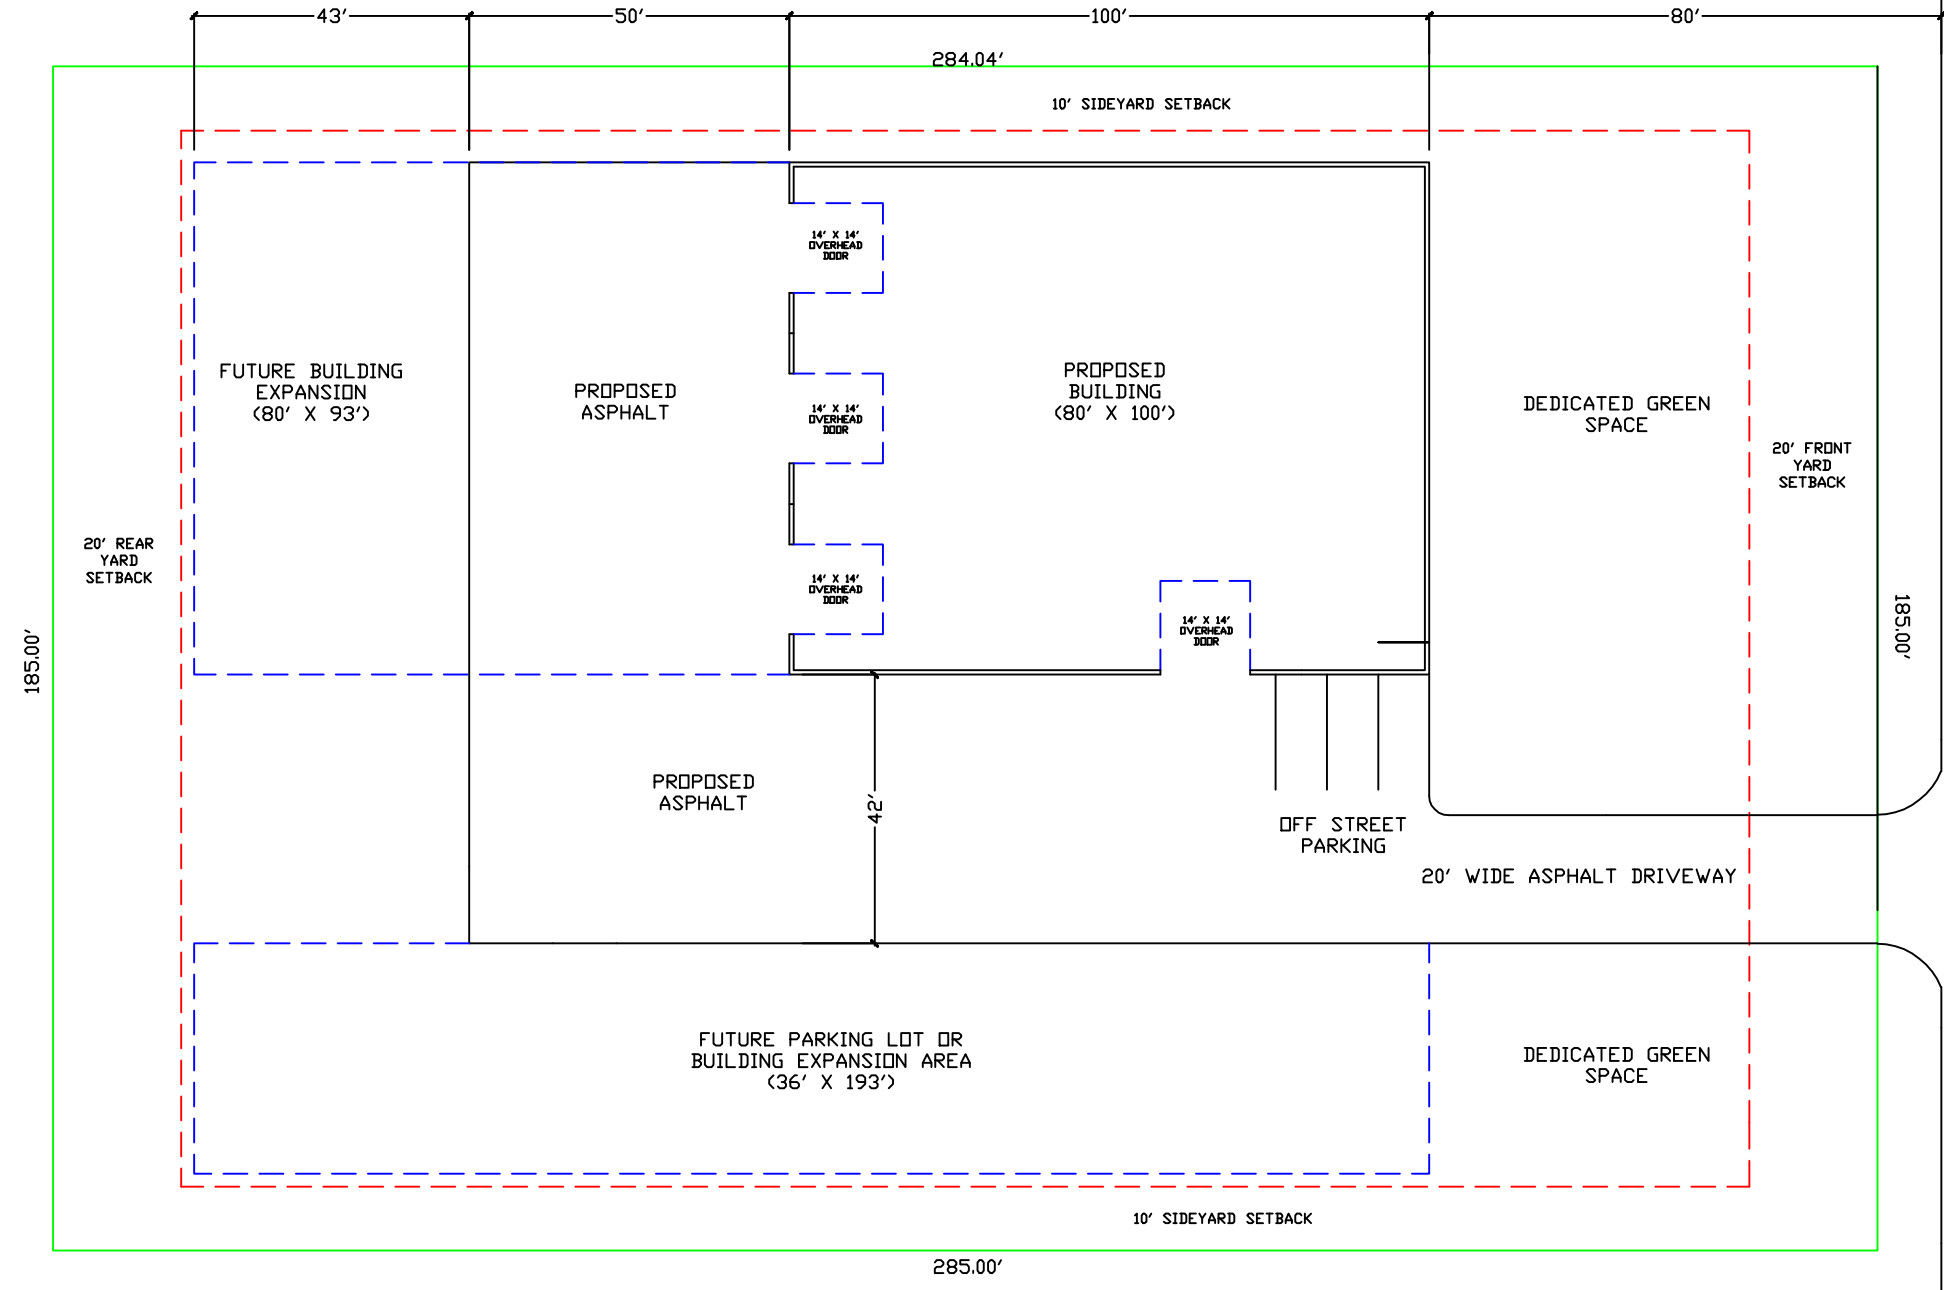 43'
50'
100'
80'
284.04'
10' SIDEYARD SETBACK
14' X 14'
OVERHEAD
DOOR
FUTURE BUILDING
EXPANSION
(80' X 93')
PROPOSED
ASPHALT
14' X 14'
OVERHEAD
DOOR
PROPOSED
BUILDING
(80' X 100')
DEDICATED GREEN
SPACE
20' FRONT
YARD
SETBACK
20' REAR
YARD
SETBACK
14' X 14'
OVERHEAD
DOOR
14' X 14'
OVERHEAD
DOOR
185.00'
185.00'
PROPOSED
ASPHALT
42'
OFF STREET
PARKING
20' WIDE ASPHALT DRIVEWAY
FUTURE PARKING LOT OR
BUILDING EXPANSION AREA
(36' X 193')
DEDICATED GREEN
SPACE
10' SIDEYARD SETBACK
285.00'